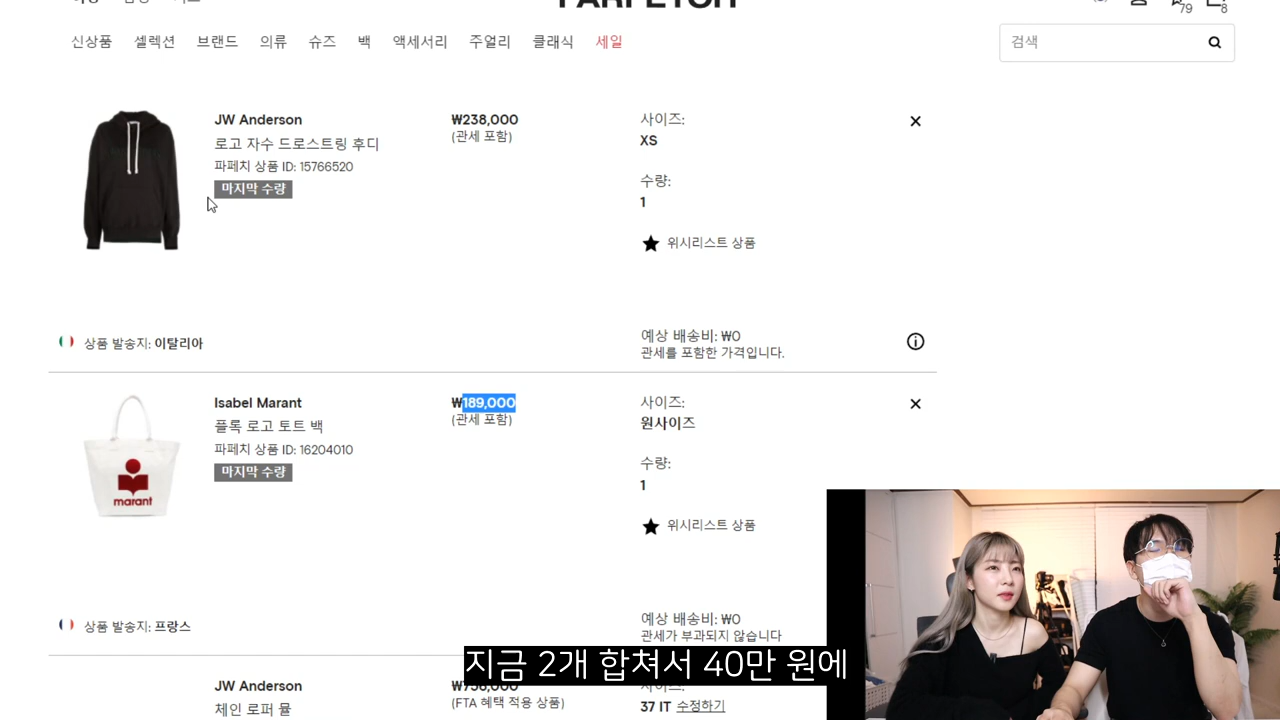 FARFETCH
79
8
신상품 셀렉션 브랜드 의류 슈즈 백 액세서리 주얼리 클래식 세일
검색
JW Anderson
로고 자수 드로스트링 후디
파페치 상품 ID: 15766520
마지막 수량
₩238,000
(관세 포함)
사이즈:
XS
수량:
1
위시리스트 상품
상품 발송지: 이탈리아
예상 배송비: ₩0
관세를 포함한 가격입니다.
Isabel Marant
플록 로고 토트 백
파페치 상품 ID: 16204010
마지막 수량
marant
₩189,000
(관세 포함)
사이즈:
원사이즈
수량:
1
위시리스트 상품
상품 발송지: 프랑스
예상 배송비: ₩0
관세가 부과되지 않습니다
지금 2개 합쳐서 40만 원에
JW Anderson
체인 로퍼 뮬
₩756,000
(FTA 혜택 적용 상품)
사이즈:
37 IT 수정하기